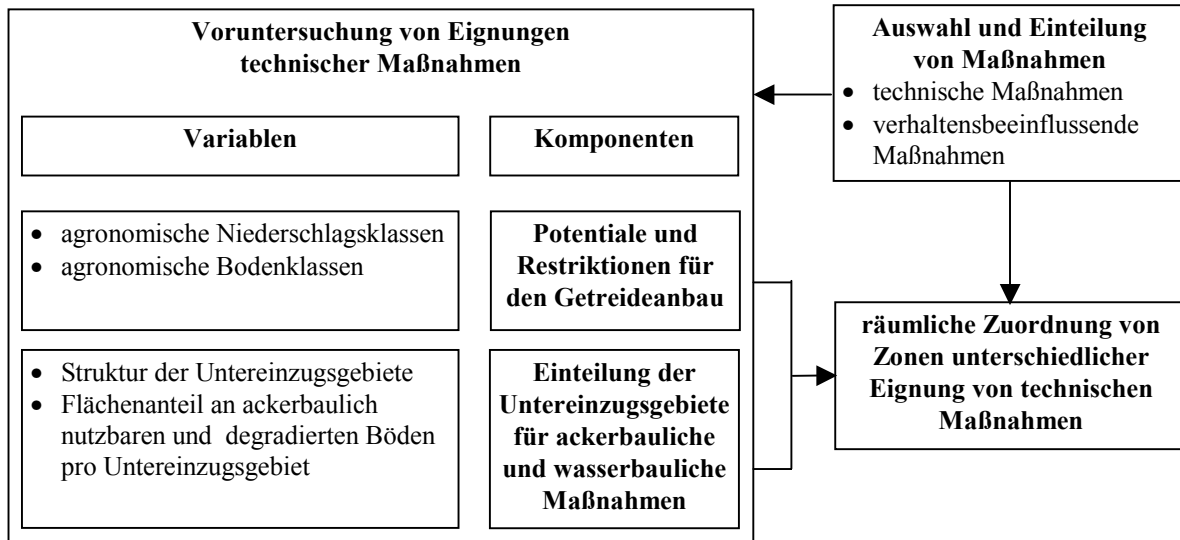 Voruntersuchung von Eignungen
technischer Maßnahmen
Variablen
Komponenten
• agronomische Niederschlagsklassen
• agronomische Bodenklassen
Potentiale und
Restriktionen für
den Getreideanbau
• Struktur der Untereinzugsgebiete
• Flächenanteil an ackerbaulich
nutzbaren und degradierten Böden
pro Untereinzugsgebiet
Einteilung der
Untereinzugsgebiete
für ackerbauliche
und wasserbauliche
Maßnahmen
Auswahl und Einteilung
von Maßnahmen
• technische Maßnahmen
• verhaltensbeeinflussende
Maßnahmen
räumliche Zuordnung von
Zonen unterschiedlicher
Eignung von technischen
Maßnahmen